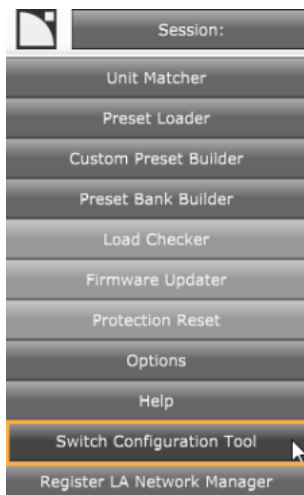 Session:
Unit Matcher
Preset Loader
Custom Preset Builder
Preset Bank Builder
Load Checker
Firmware Updater
Protection Reset
Options
Help
Switch Configuration Tool
Register LA Network Manager